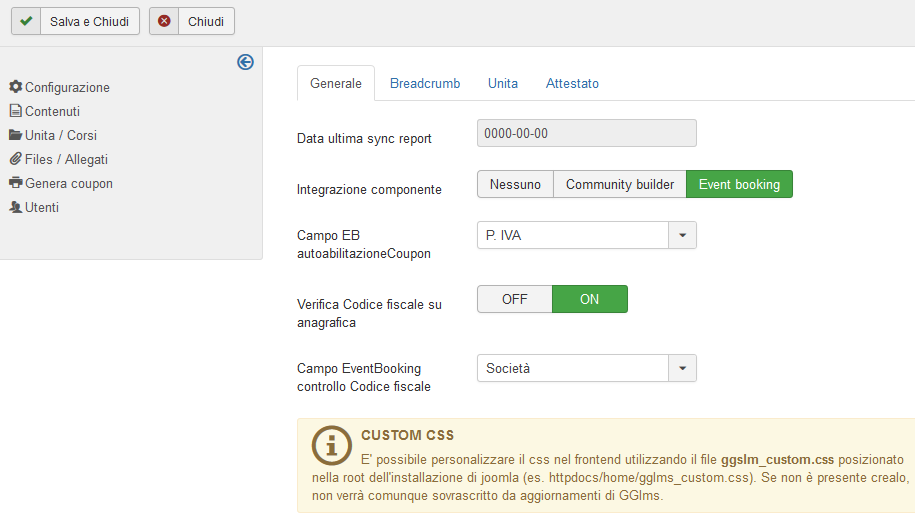 Salva e Chiudi
Chiudi
Configurazione
Contenuti
Unita / Corsi
Files / Allegati
Genera coupon
Utenti
Generale Breadcrumb Unita Attestato
Data ultima sync report 0000-00-00
Integrazione componente Nessuno Community builder Event booking
Campo EB
autoabilitazioneCoupon
P. IVA
Verifica Codice fiscale su
anagrafica
OFF ON
Campo EventBooking
controllo Codice fiscale
Società
CUSTOM CSS
E' possibile personalizzare il css nel frontend utilizzando il file ggslm_custom.css posizionato
nella root dell'installazione di joomla (es. httpdocs/home/gglms_custom.css). Se non è presente crealo,
non verrà comunque sovrascritto da aggiornamenti di GGlms.